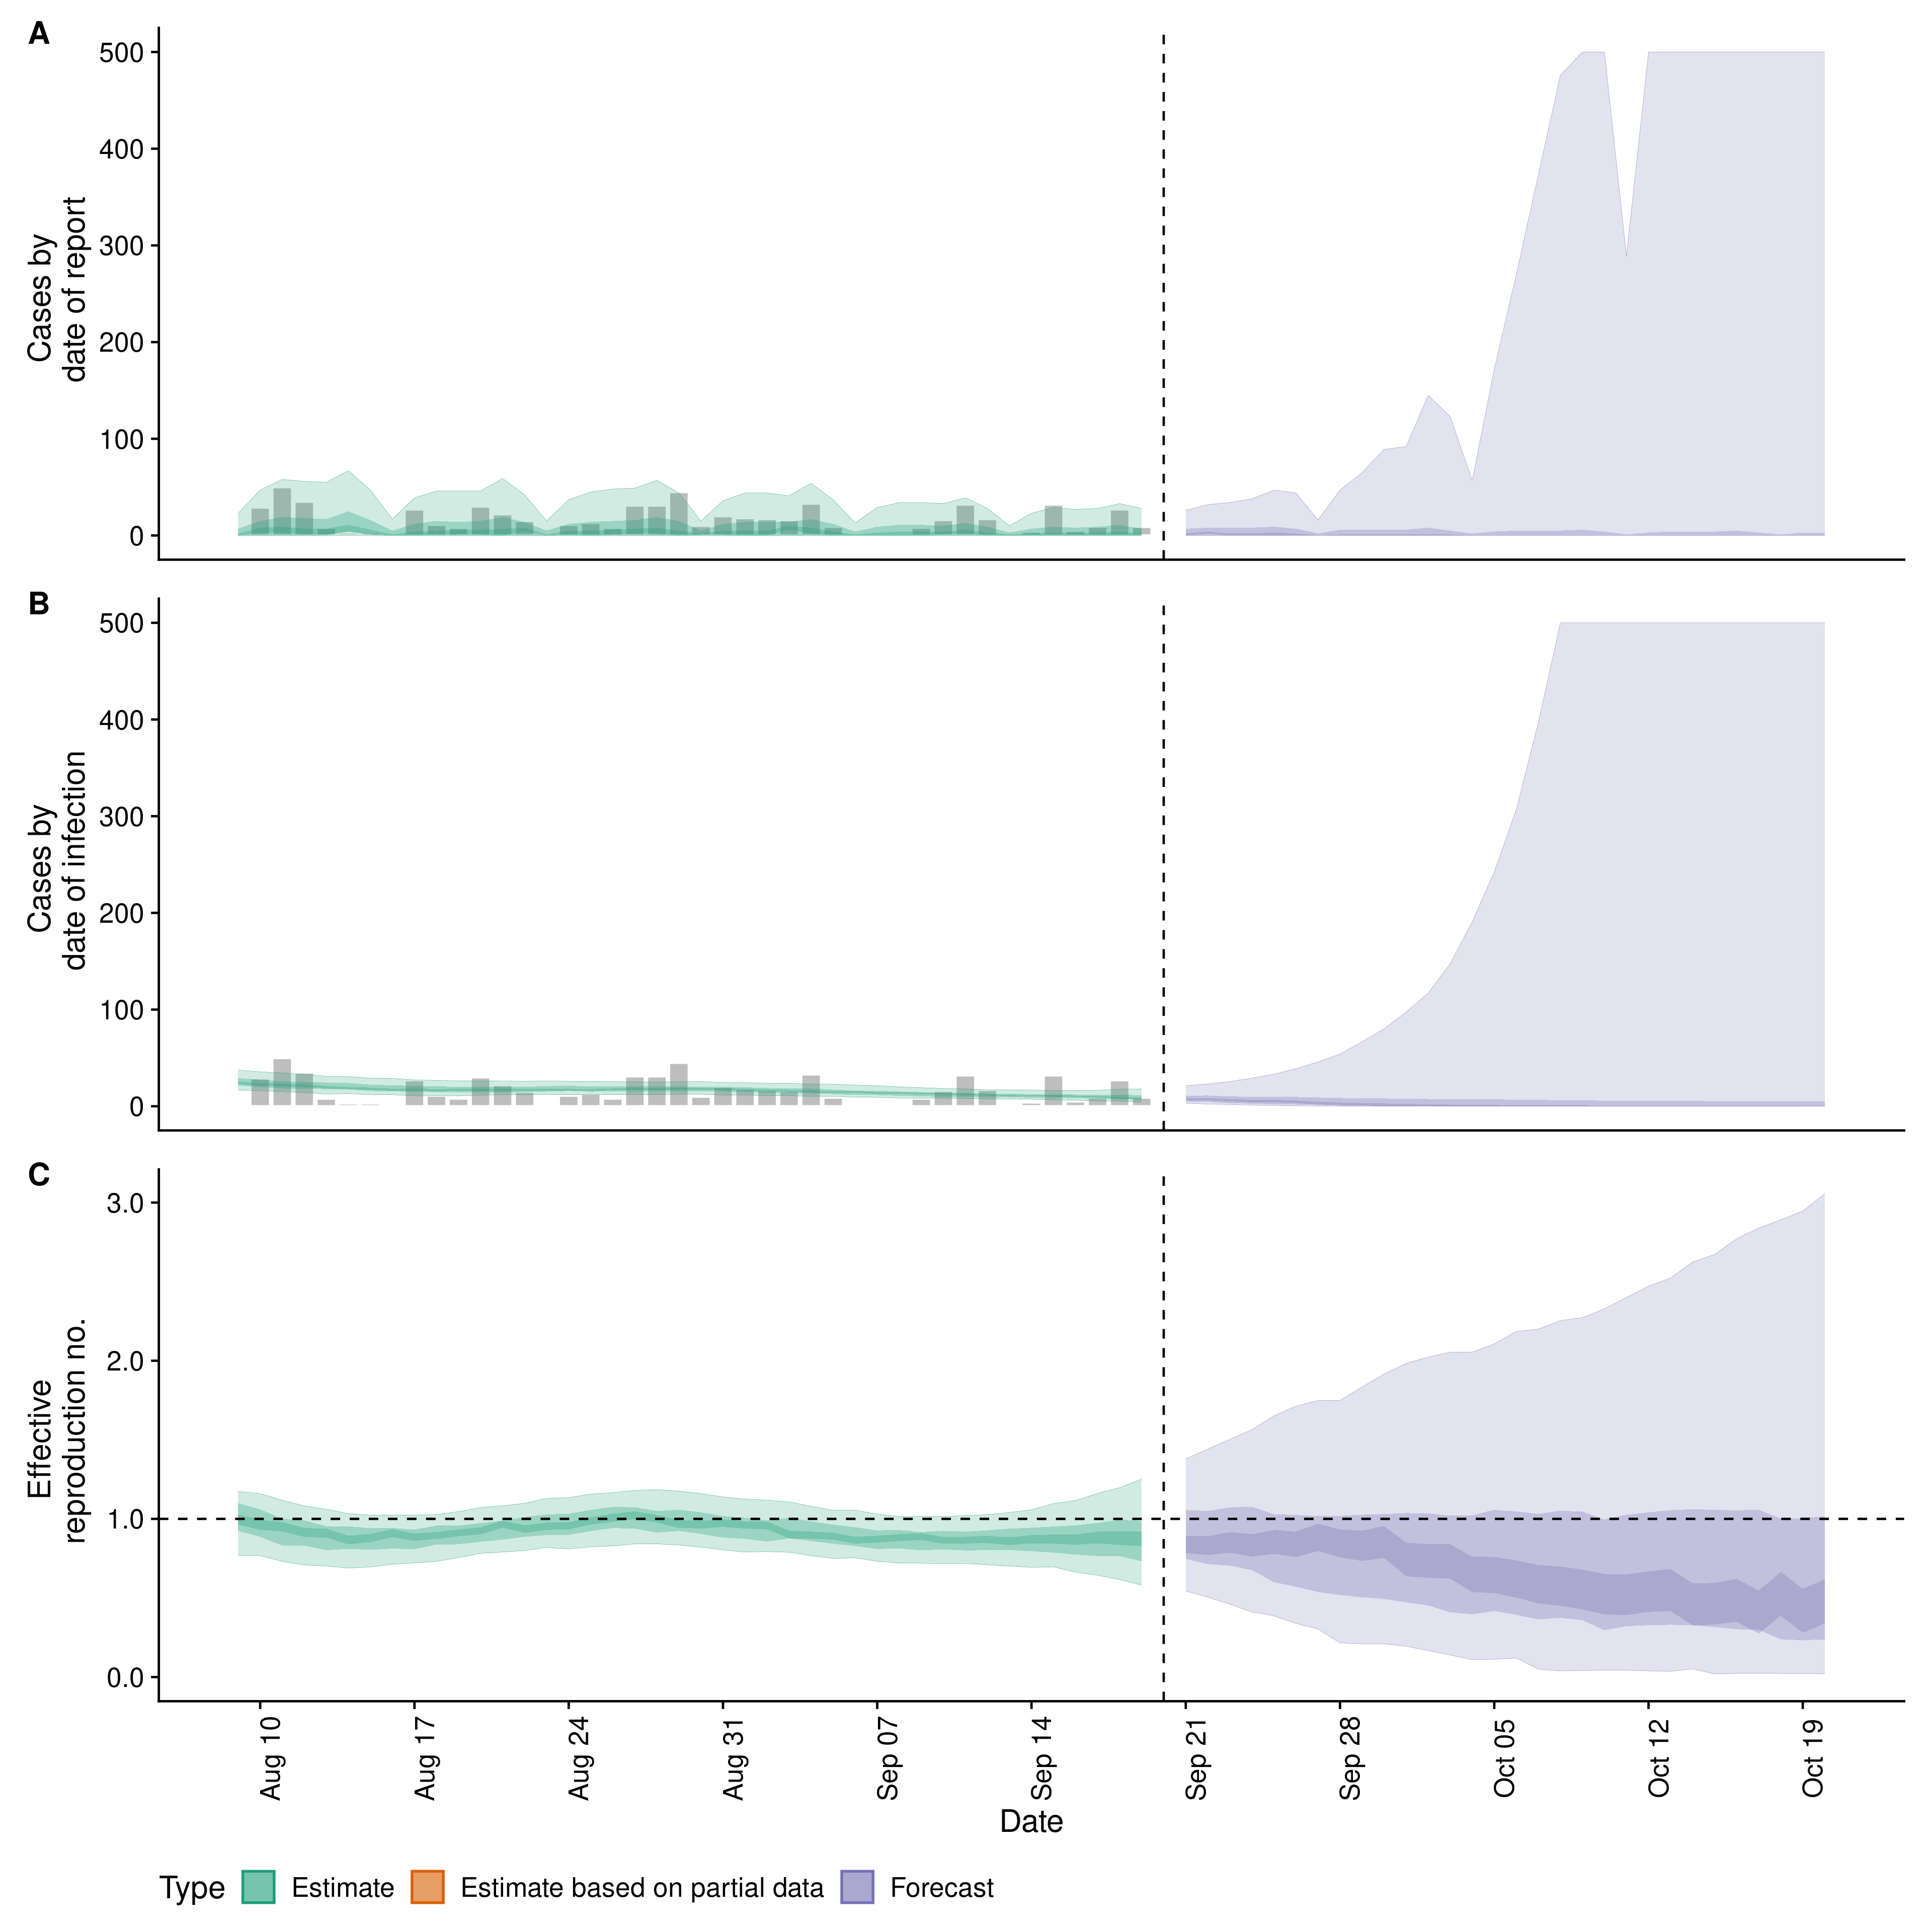 A
500
400
300
200
100
0
Cases by
date of report
B
500
400
300
200
100
0
Cases by
date of infection
C
3.0
2.0
1.0
0.0
Effective
reproduction no.
Aug 10
Aug 17
Aug 24
Aug 31
Sep 07
Sep 14
Sep 21
Sep 28
Oct 05
Oct 12
Oct 19
Date
Type Estimate Estimate based on partial data Forecast